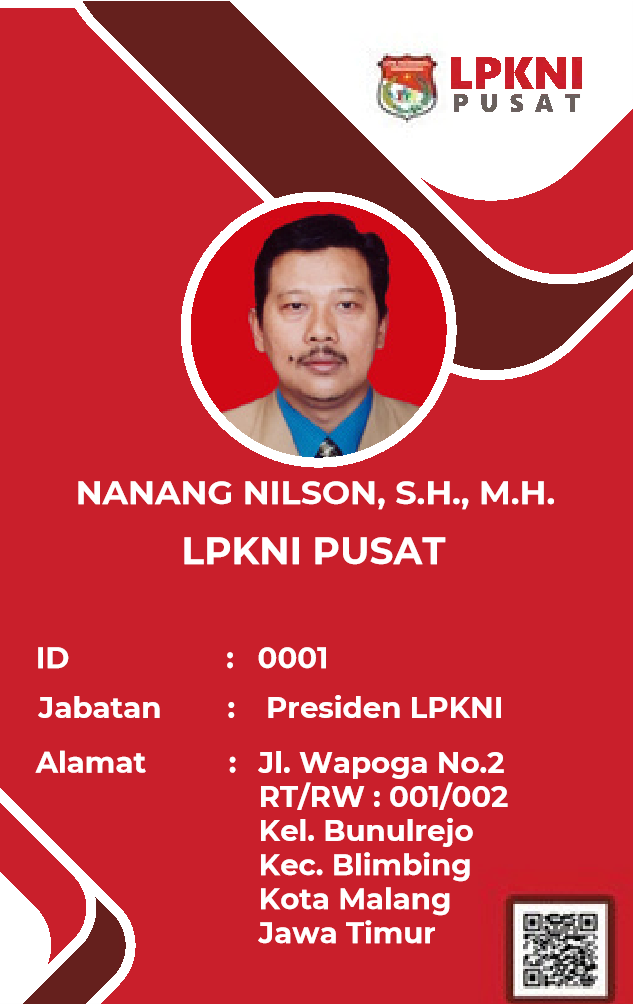 LPKNI
PUSAT
NANANG NILSON, S.H., M.H.
LPKNI PUSAT
ID : 0001
Jabatan : Presiden LPKNI
Alamat : Jl. Wapoga No.2
RT/RW : 001/002
Kel. Bunulrejo
Kec. Blimbing
Kota Malang
Jawa Timur